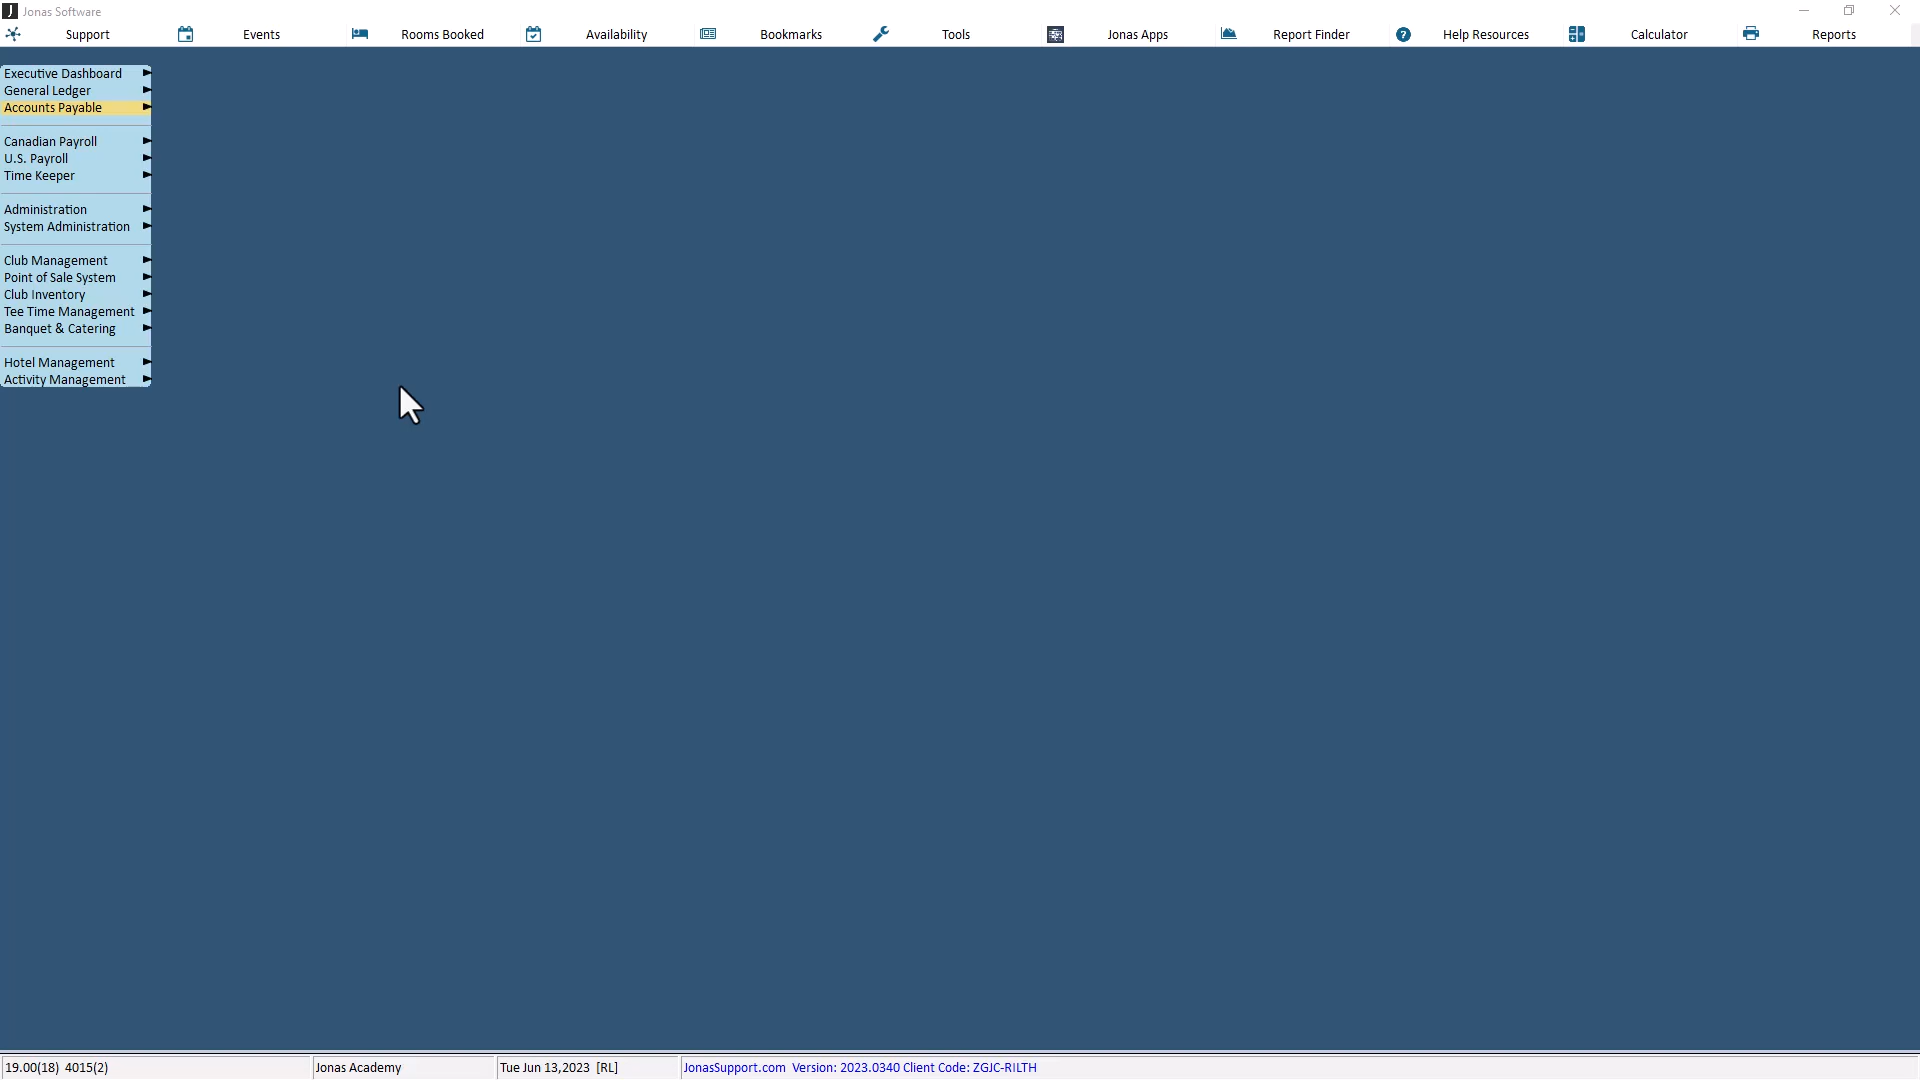 Jonas Software
Support Events Rooms Booked Availability Bookmarks Tools Jonas Apps Report Finder Help Resources Calculator Reports
Executive Dashboard
General Ledger
Accounts Payable
Canadian Payroll
U.S. Payroll
Time Keeper
Administration
System Administration
Club Management
Point of Sale System
Club Inventory
Tee Time Management
Banquet & Catering
Hotel Management
Activity Management
19.00(18) 4015(2) Jonas Academy Tue Jun 13,2023 [RL] JonasSupport.com Version: 2023.0340 Client Code: ZGJC-RILTH